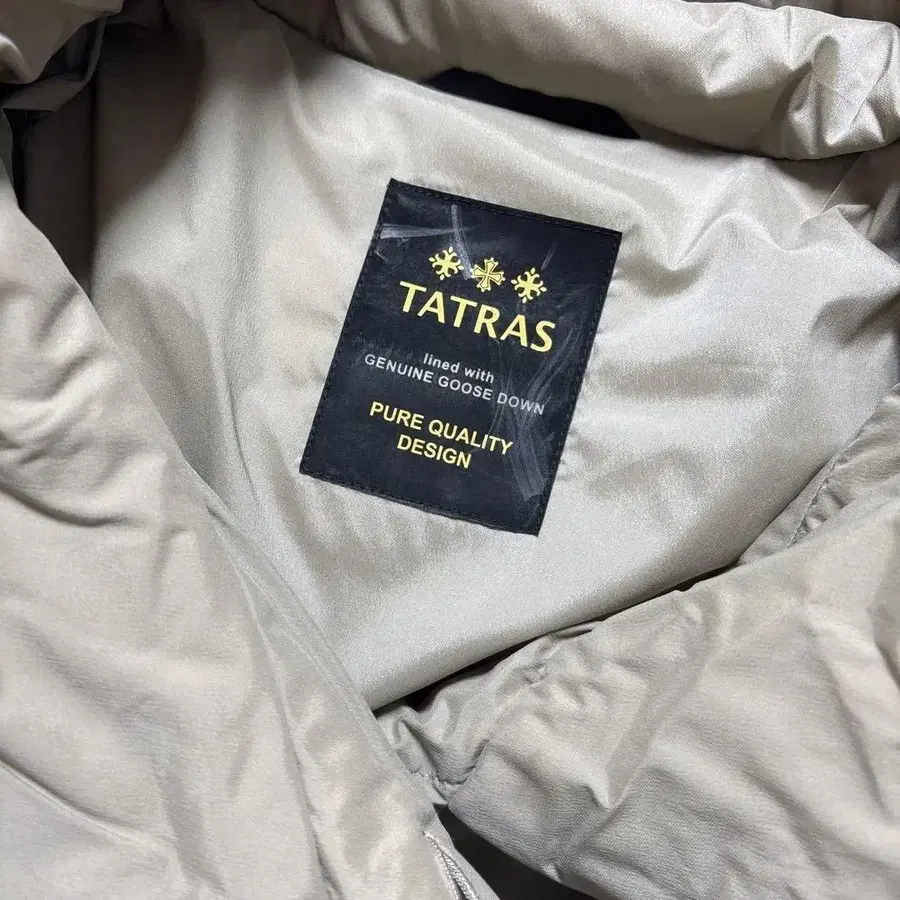 TATRAS
lined with
GENUINE GOOSE DOWN
PURE QUALITY
DESIGN